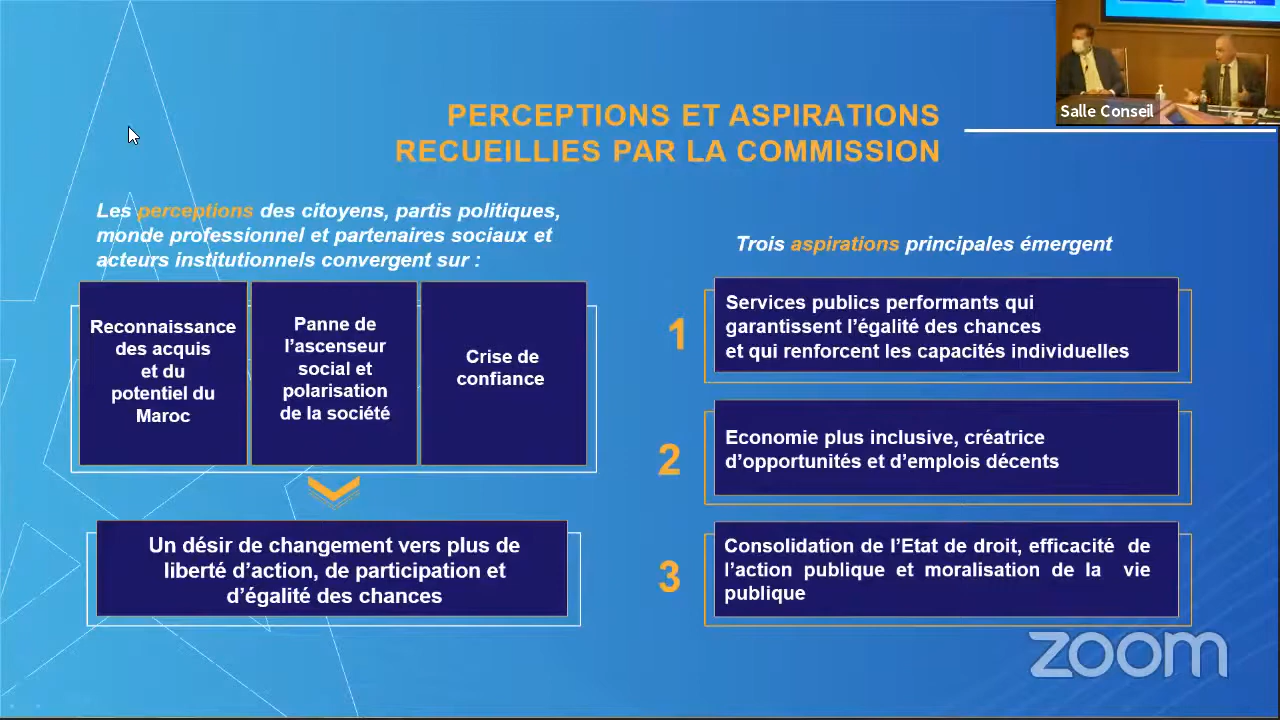 Salle Conseil
PERCEPTIONS ET ASPIRATIONS
RECUEILLIES PAR LA COMMISSION
Les perceptions des citoyens, partis politiques,
monde professionnel et partenaires sociaux et
acteurs institutionnels convergent sur :
Reconnaissance
des acquis
et du
potentiel du
Maroc
Panne de
l’ascenseur
social et
polarisation
de la société
Crise de
confiance
Un désir de changement vers plus de
liberté d’action, de participation et
d’égalité des chances
Trois aspirations principales émergent
1
Services publics performants qui
garantissent l’égalité des chances
et qui renforcent les capacités individuelles
2
Economie plus inclusive, créatrice
d’opportunités et d’emplois décents
3
Consolidation de l’Etat de droit, efficacité de
l’action publique et moralisation de la vie
publique
zoom